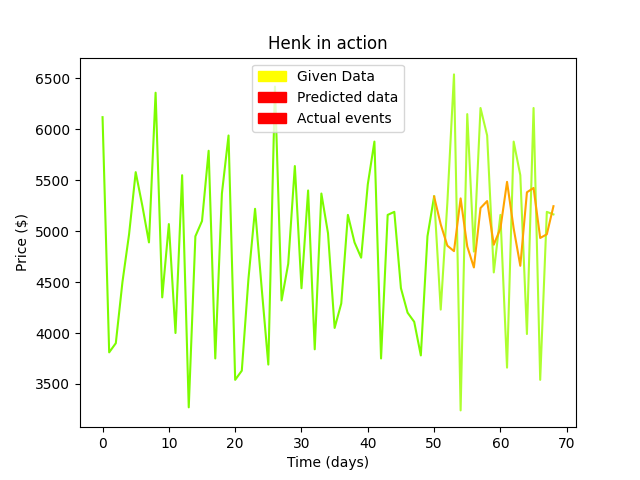 Henk in action
Given Data
Predicted data
Actual events
6500
6000
5500
5000
4500
4000
3500
Price ($)
0 10 20 30 40 50 60 70
Time (days)